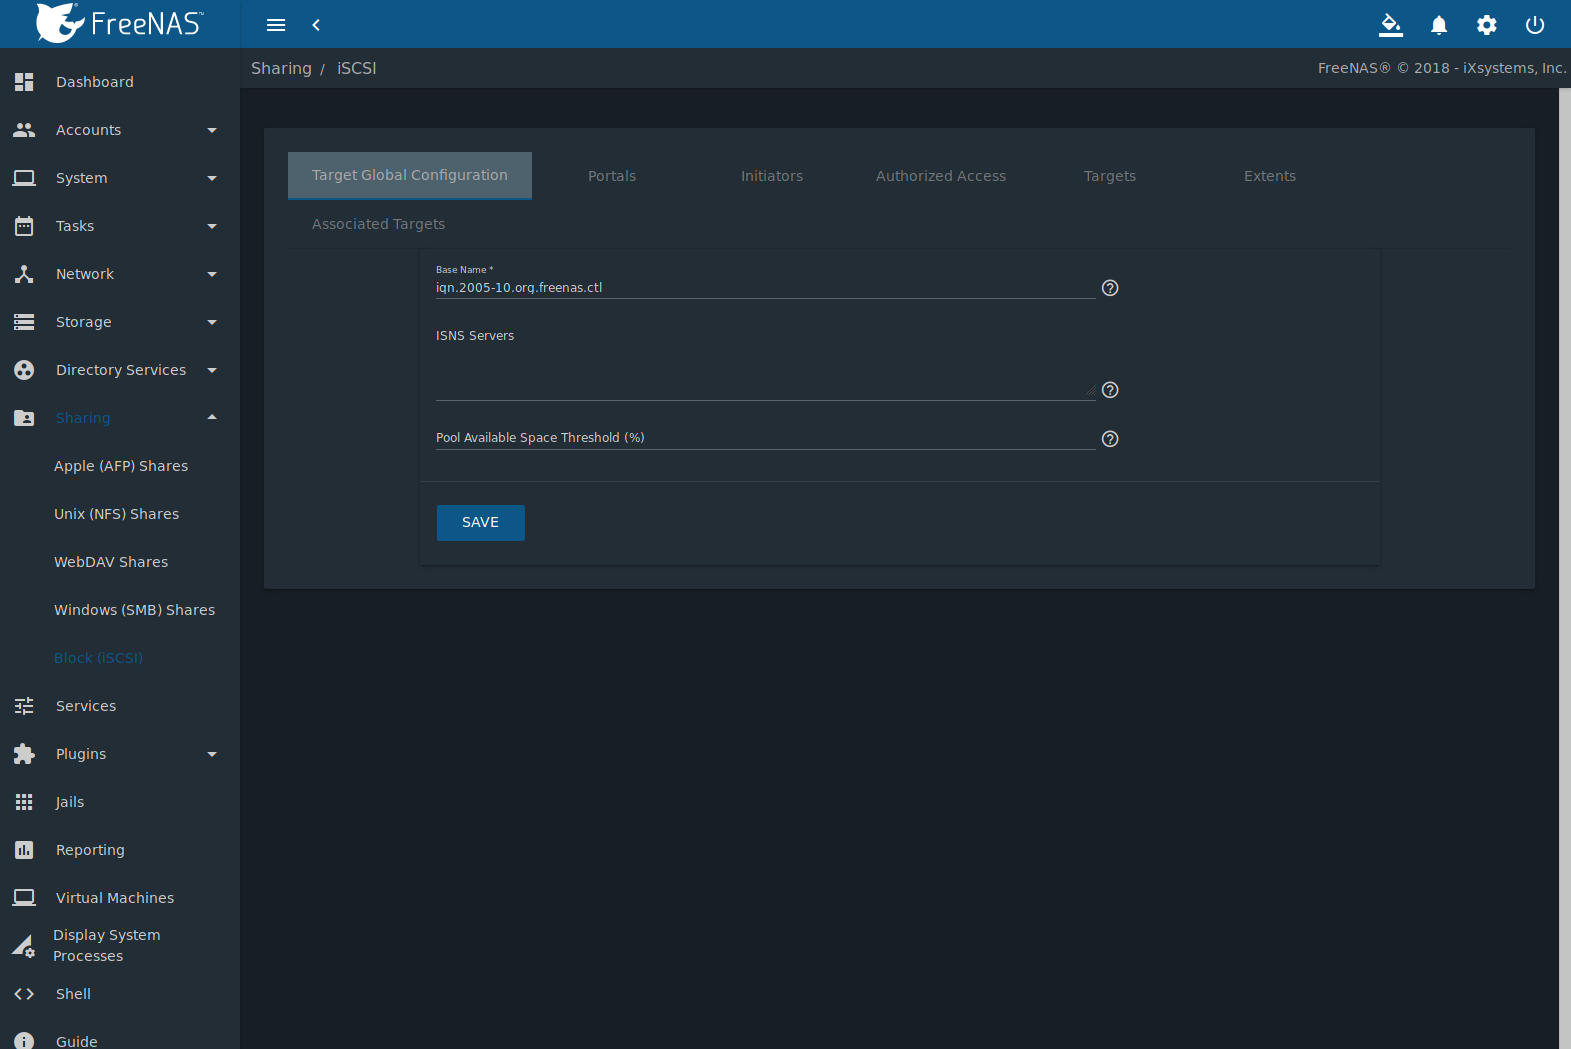 FreeNAS™
Sharing / iSCSI
FreeNAS® © 2018 - iXsystems, Inc.
Dashboard
Accounts
System
Tasks
Network
Storage
Directory Services
Sharing
Apple (AFP) Shares
Unix (NFS) Shares
WebDAV Shares
Windows (SMB) Shares
Block (iSCSI)
Services
Plugins
Jails
Reporting
Virtual Machines
Display System
Processes
Shell
Guide
Target Global Configuration
Portals
Initiators
Authorized Access
Targets
Extents
Associated Targets
Base Name *
iqn.2005-10.org.freenas.ctl
ISNS Servers
Pool Available Space Threshold (%)
SAVE